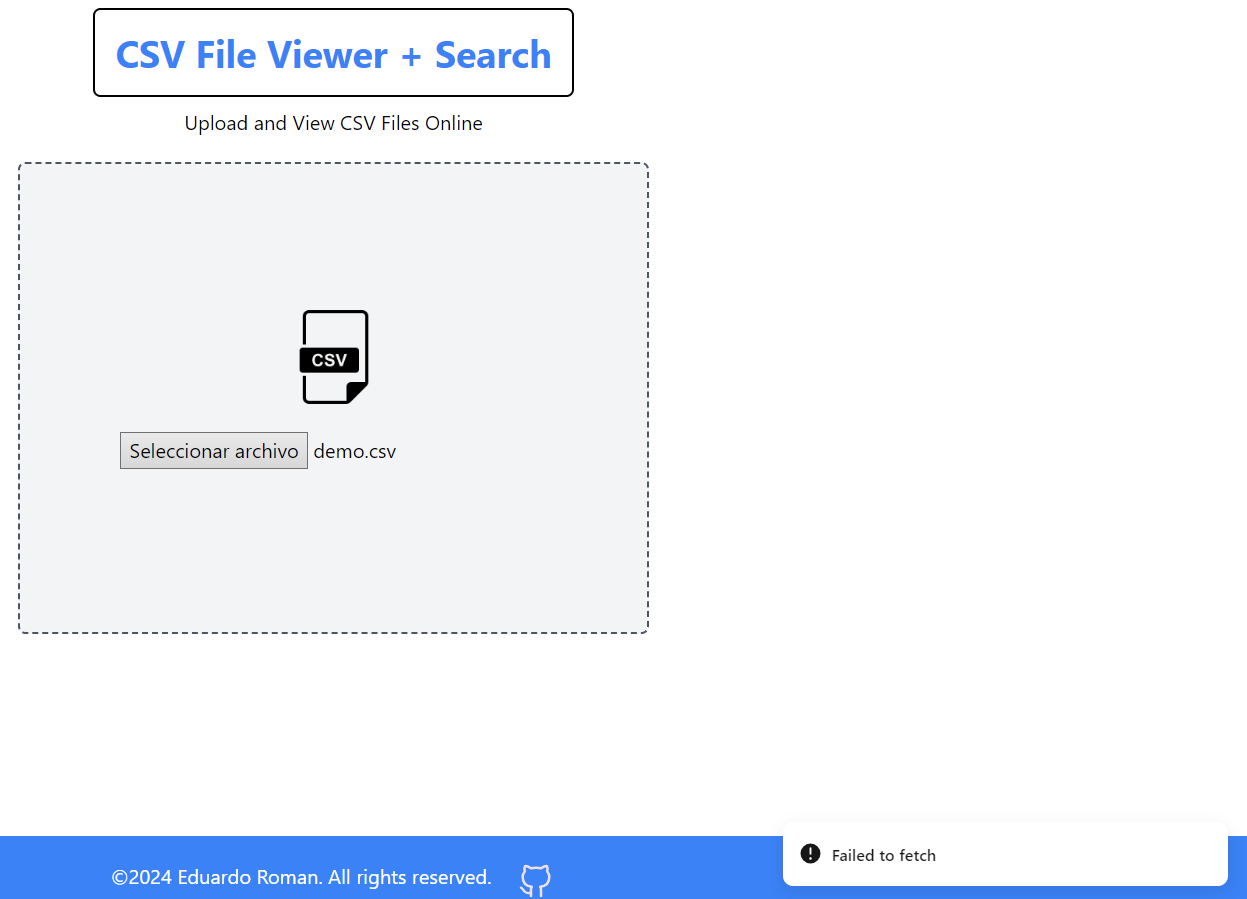 CSV File Viewer + Search
Upload and View CSV Files Online
CSV
Seleccionar archivo demo.csv
©2024 Eduardo Roman. All rights reserved.
Failed to fetch